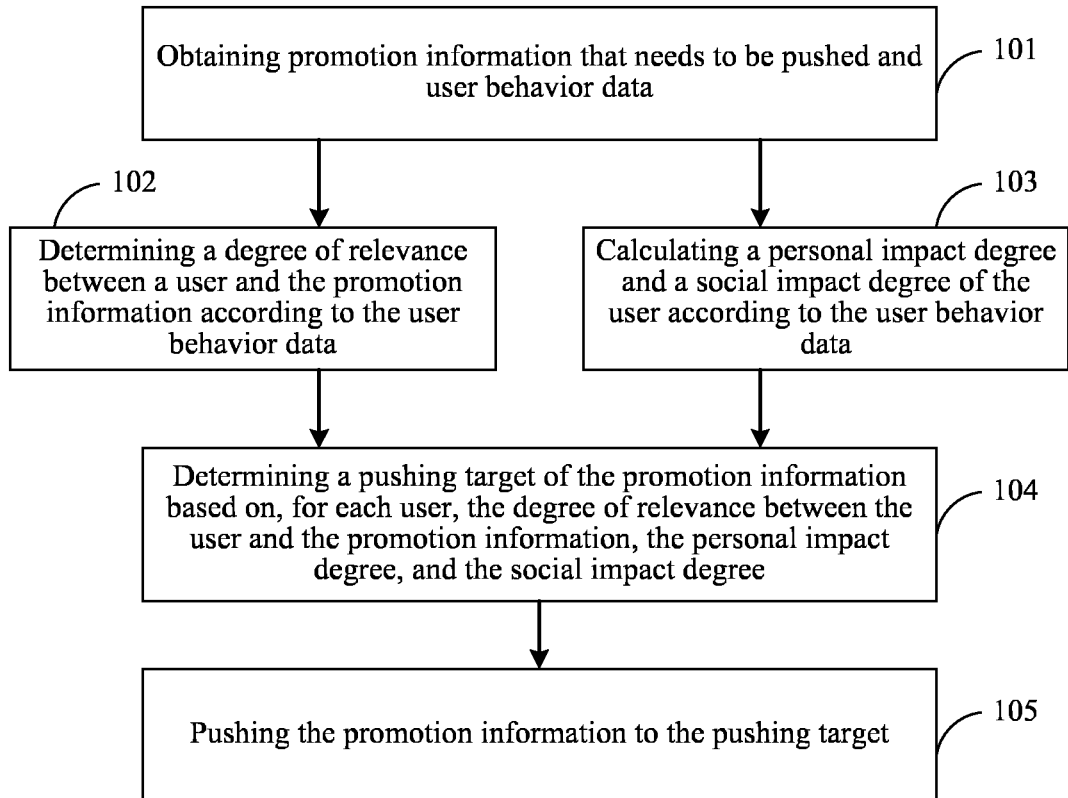 Obtaining promotion information that needs to be pushed and
user behavior data
101
102
103
Determining a degree of relevance
between a user and the promotion
information according to the user
behavior data
Calculating a personal impact degree
and a social impact degree of the
user according to the user behavior
data
Determining a pushing target of the promotion information
based on, for each user, the degree of relevance between the
user and the promotion information, the personal impact
degree, and the social impact degree
104
Pushing the promotion information to the pushing target
105